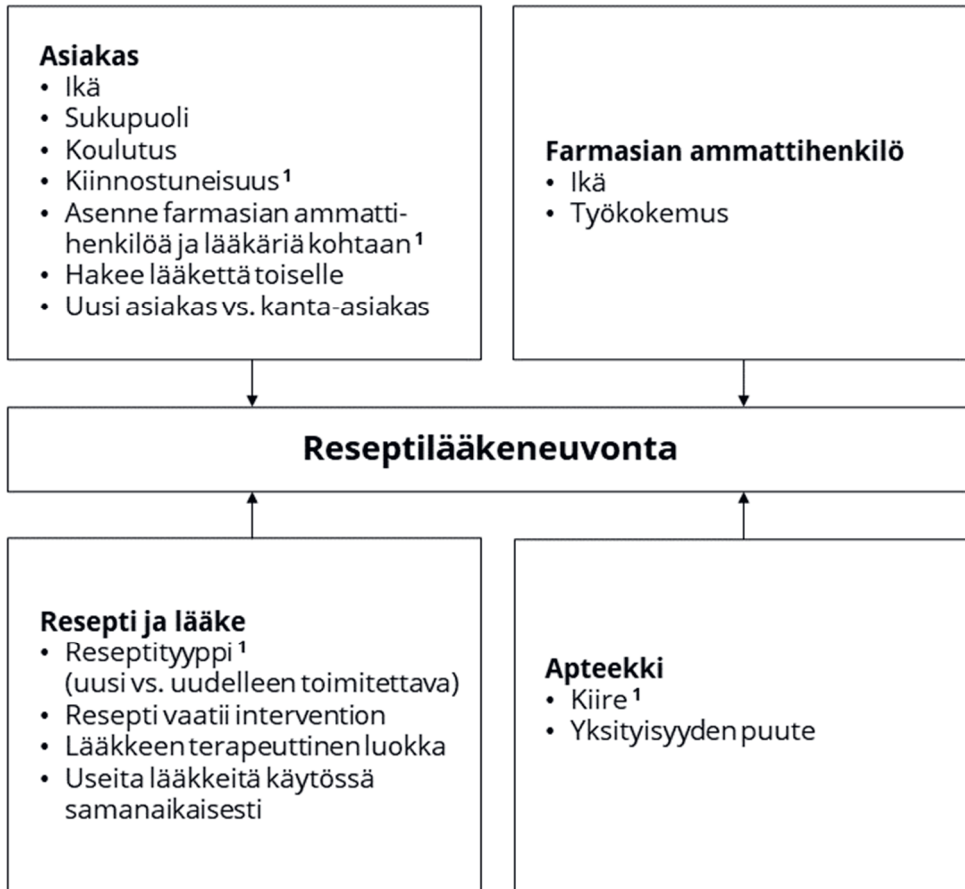 Asiakas
• Ikä
• Sukupuoli
• Koulutus
• Kiinnostuneisuus ¹
• Asenne farmasian ammatti-
henkilöä ja lääkäriä kohtaan ¹
• Hakee lääkettä toiselle
• Uusi asiakas vs. kanta-asiakas
Farmasian ammattihenkilö
• Ikä
• Työkokemus
Reseptilääkeneuvonta
Resepti ja lääke
• Reseptityyppi ¹
(uusi vs. uudelleen toimitettava)
• Resepti vaatii intervention
• Lääkkeen terapeuttinen luokka
• Useita lääkkeitä käytössä
samanaikaisesti
Apteekki
• Kiire ¹
• Yksityisyyden puute